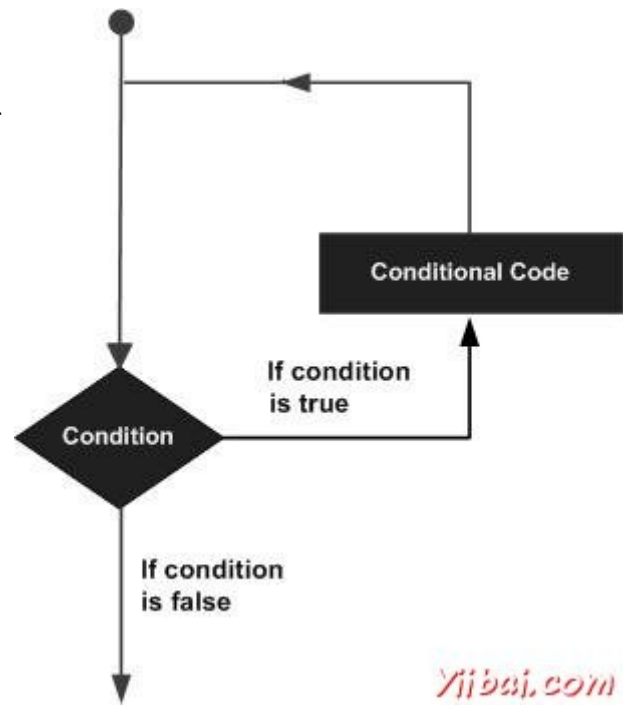 Conditional Code
If condition
is true
Condition
If condition
is false
Yiibai.com